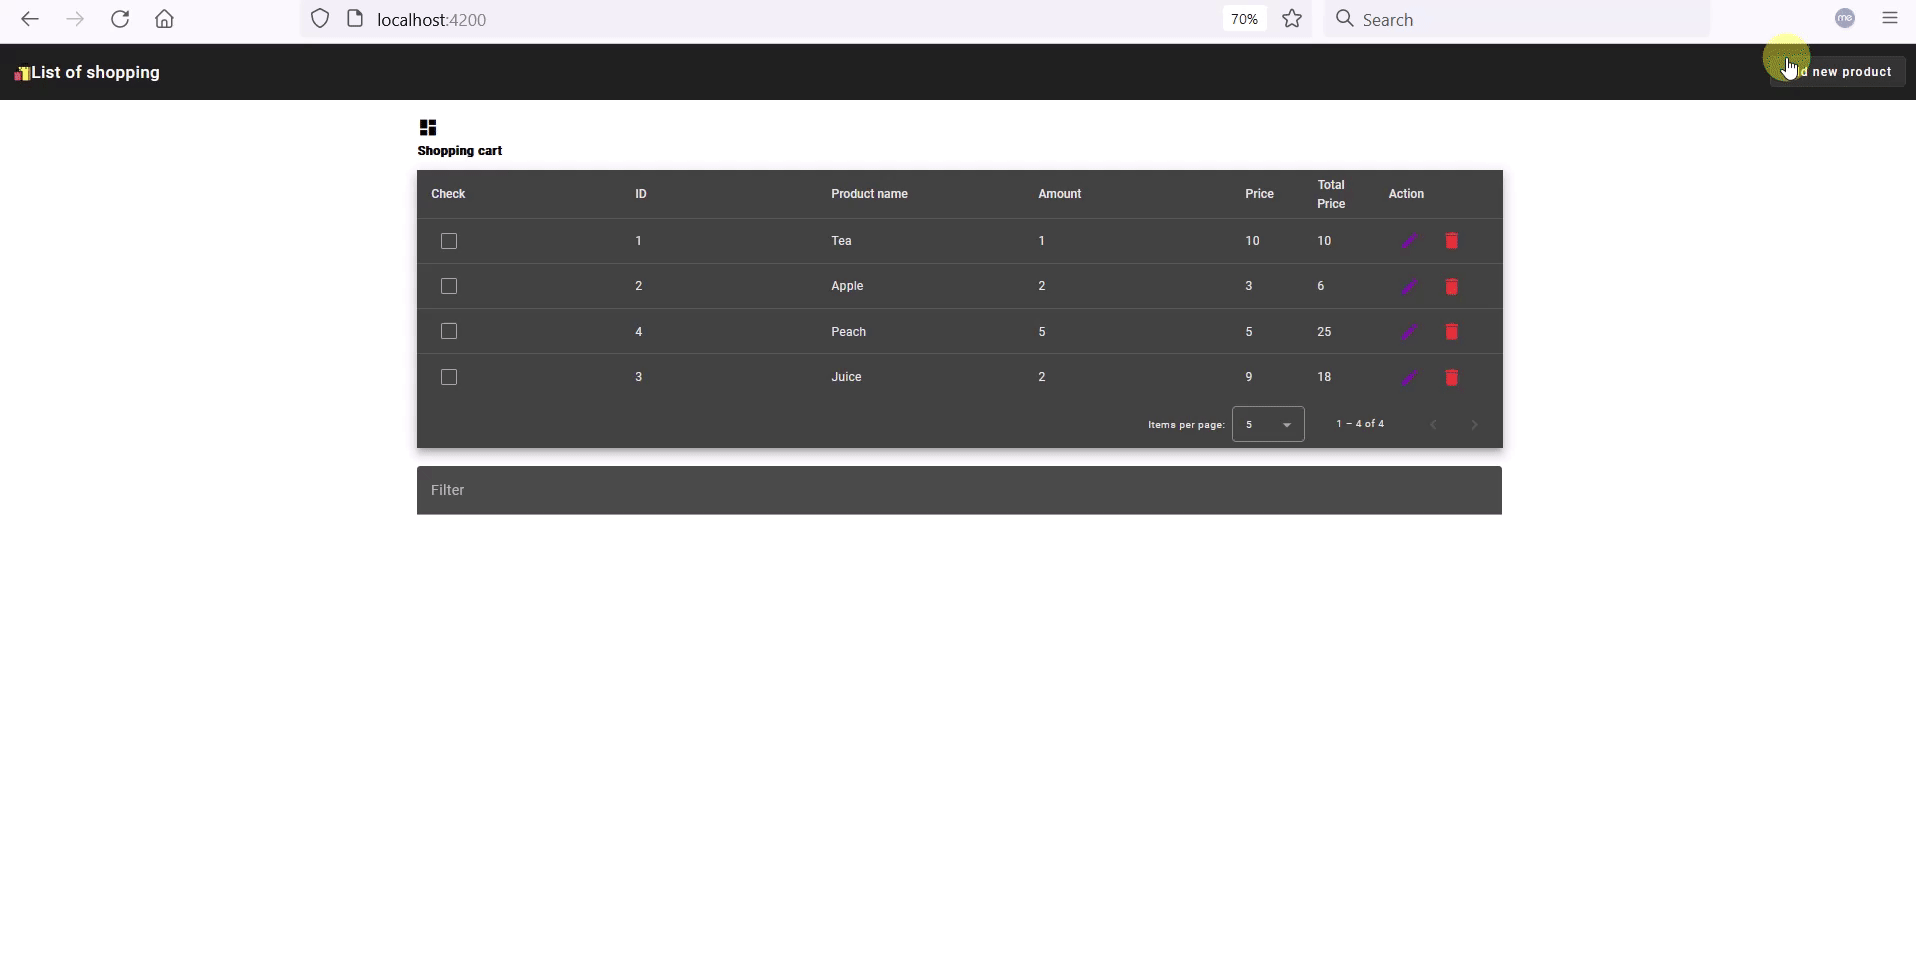 localhost:4200
70%
Search
me
List of shopping
new product
Shopping cart
Check ID Product name Amount Price Total Price Action
1 Tea 1 10 10
2 Apple 2 3 6
4 Peach 5 5 25
3 Juice 2 9 18
Items per page: 5 1 – 4 of 4
Filter